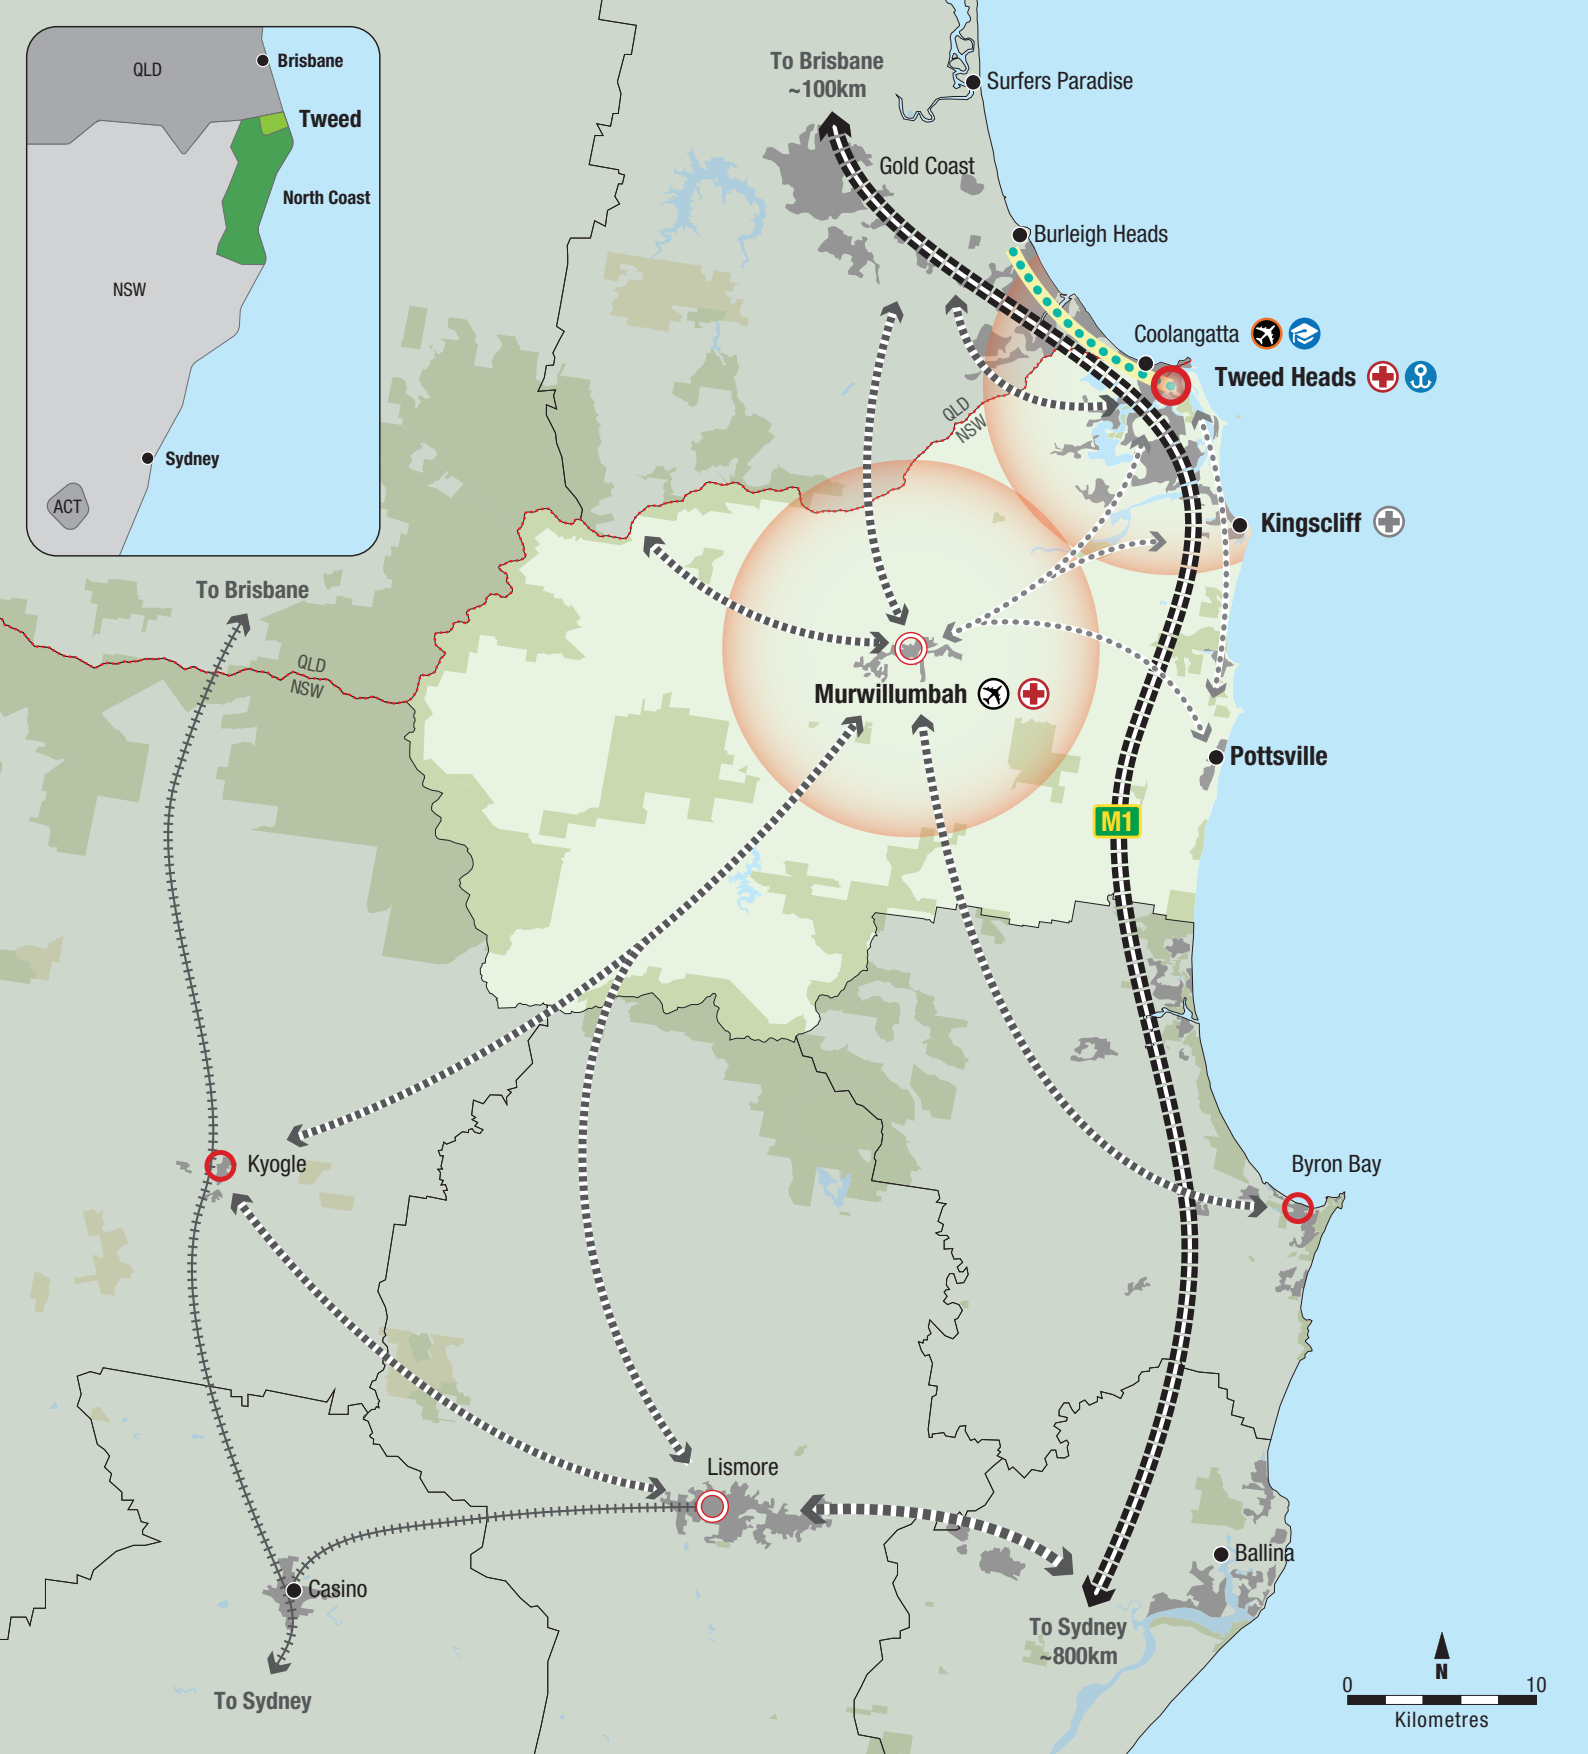 QLD
Brisbane
Tweed
North Coast
NSW
Sydney
ACT
To Brisbane
~100km
Surfers Paradise
Gold Coast
Burleigh Heads
Coolangatta
Tweed Heads
QLD
NSW
Kingscliff
To Brisbane
QLD
NSW
Murwillumbah
Pottsville
M1
Kyogle
Byron Bay
Lismore
Ballina
Casino
To Sydney
~800km
To Sydney
N
0 10
Kilometres